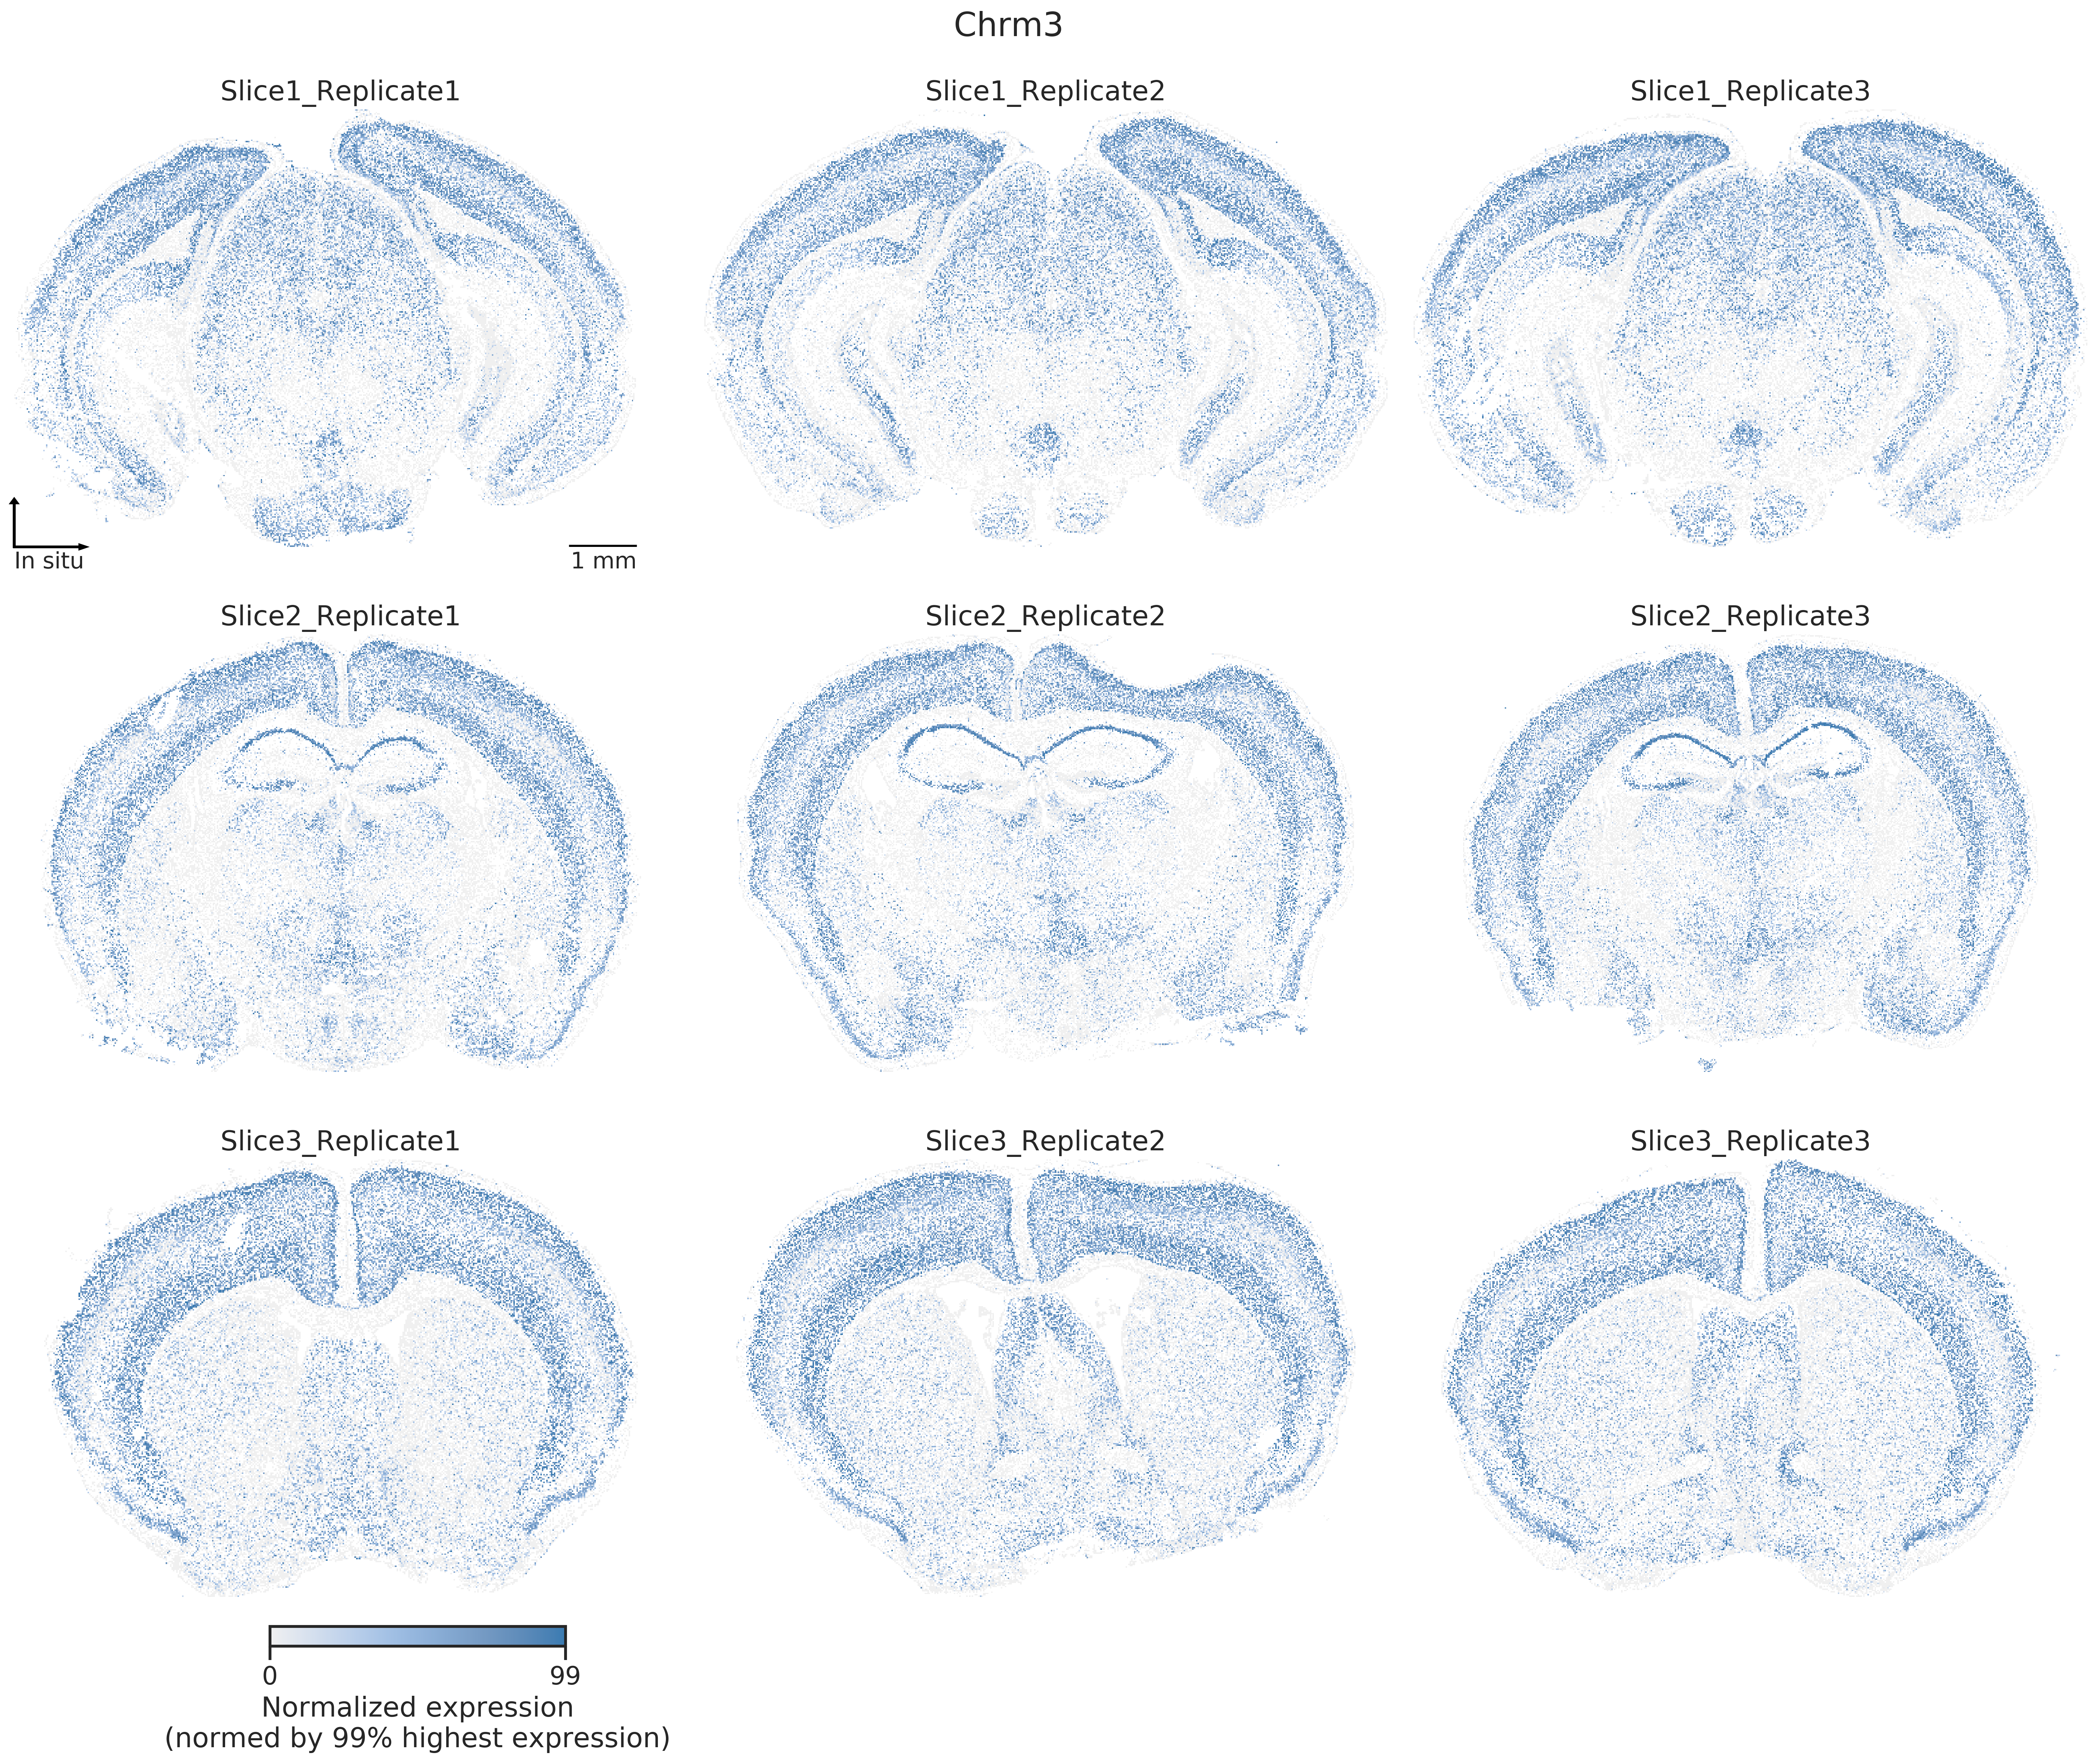 Chrm3
Slice1_Replicate1
Slice1_Replicate2
Slice1_Replicate3
In situ
1 mm
Slice2_Replicate1
Slice2_Replicate2
Slice2_Replicate3
Slice3_Replicate1
Slice3_Replicate2
Slice3_Replicate3
0
99
Normalized expression
(normed by 99% highest expression)